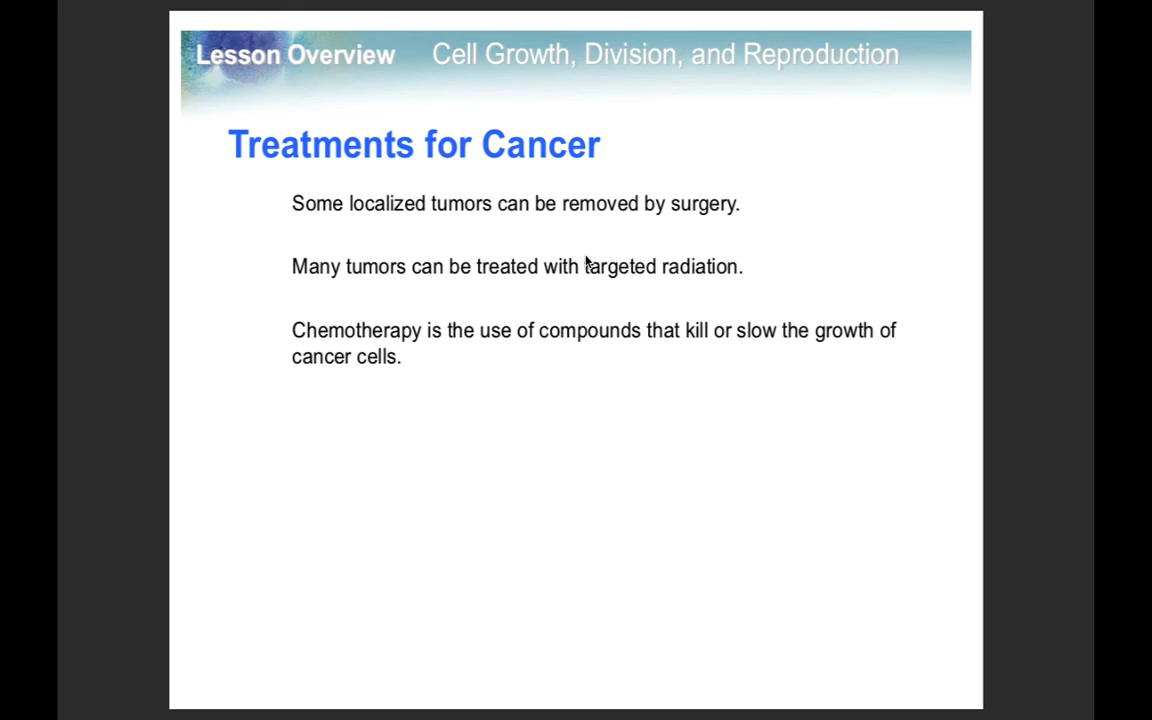 Lesson Overview Cell Growth, Division, and Reproduction
Treatments for Cancer
Some localized tumors can be removed by surgery.
Many tumors can be treated with targeted radiation.
Chemotherapy is the use of compounds that kill or slow the growth of
cancer cells.